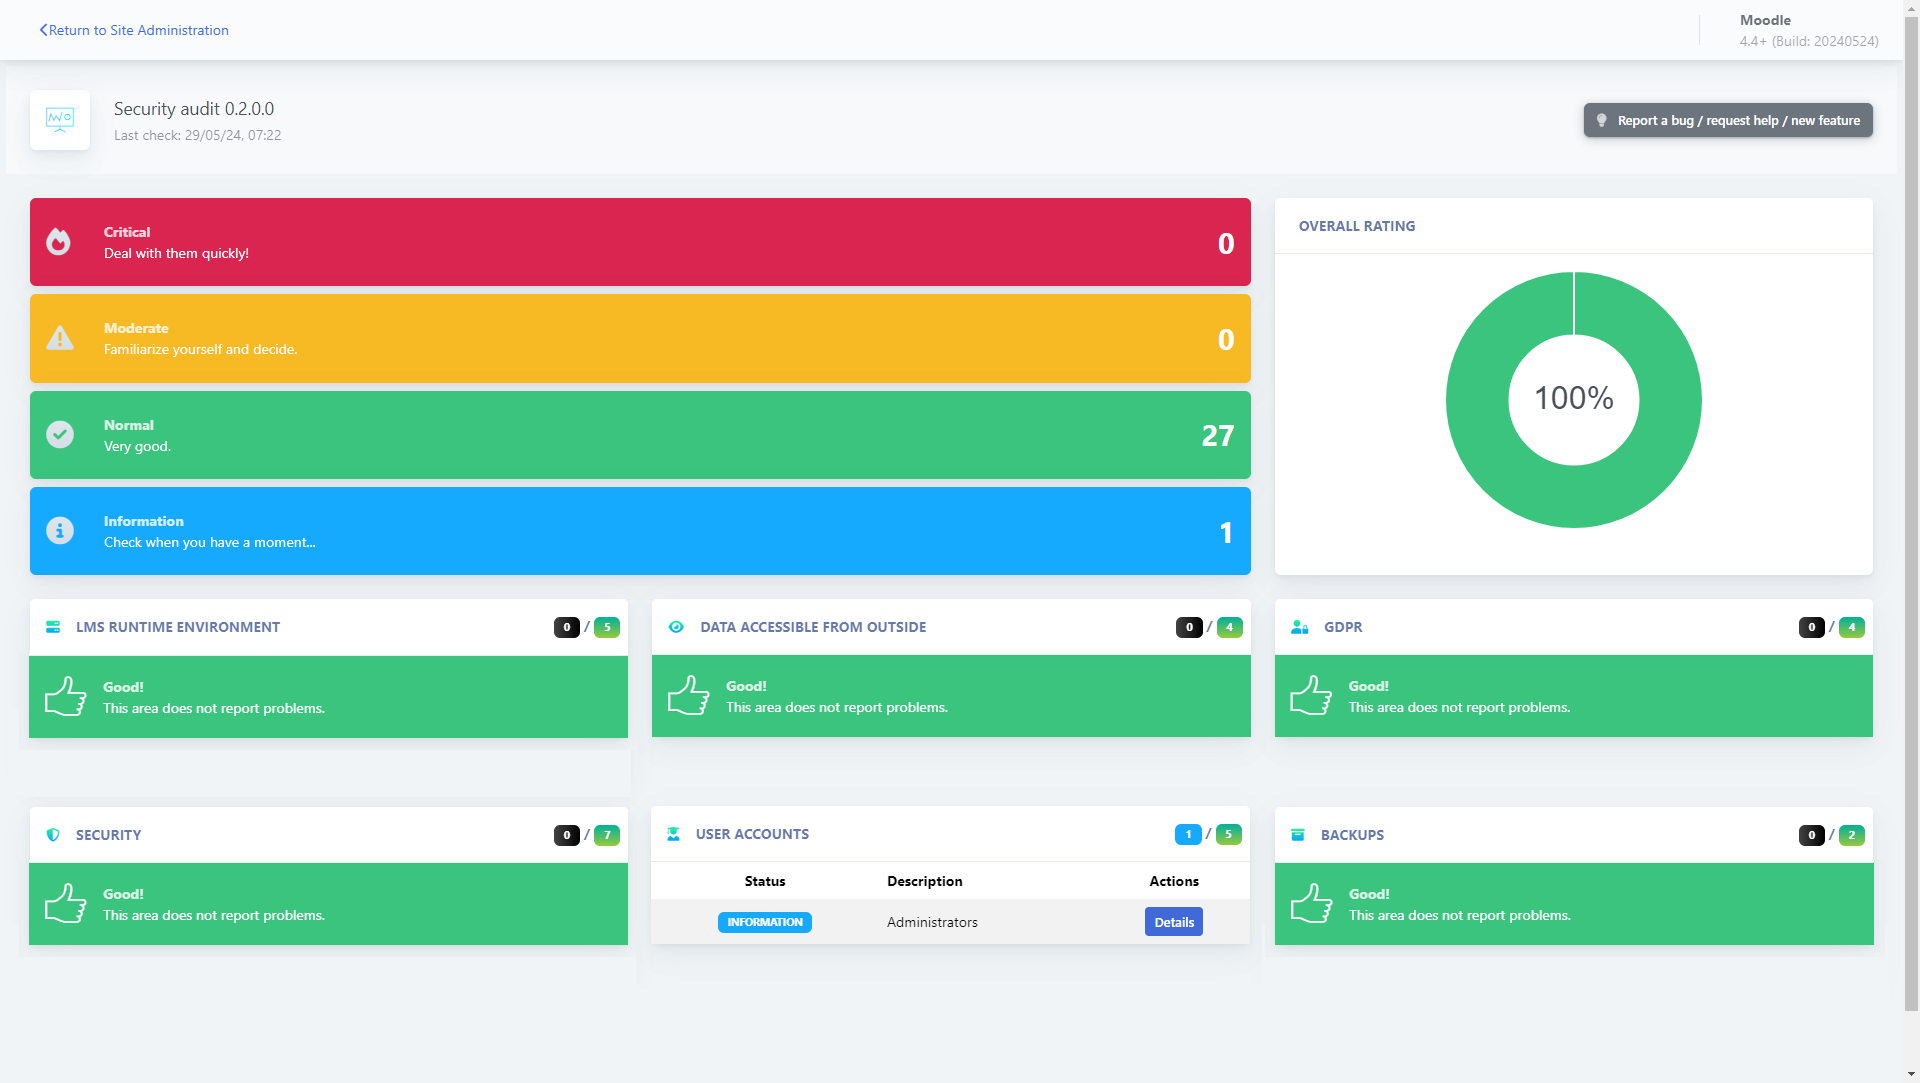 Return to Site Administration
Moodle
4.4+ (Build: 20240524)
Security audit 0.2.0.0
Last check: 29/05/24, 07:22
Report a bug / request help / new feature
Critical
Deal with them quickly!
0
Moderate
Familiarize yourself and decide.
0
Normal
Very good.
27
Information
Check when you have a moment...
1
OVERALL RATING
100%
LMS RUNTIME ENVIRONMENT
0 / 5
Good!
This area does not report problems.
DATA ACCESSIBLE FROM OUTSIDE
0 / 4
Good!
This area does not report problems.
GDPR
0 / 4
Good!
This area does not report problems.
SECURITY
0 / 7
Good!
This area does not report problems.
USER ACCOUNTS
1 / 5
Status Description Actions
INFORMATION Administrators Details
BACKUPS
0 / 2
Good!
This area does not report problems.